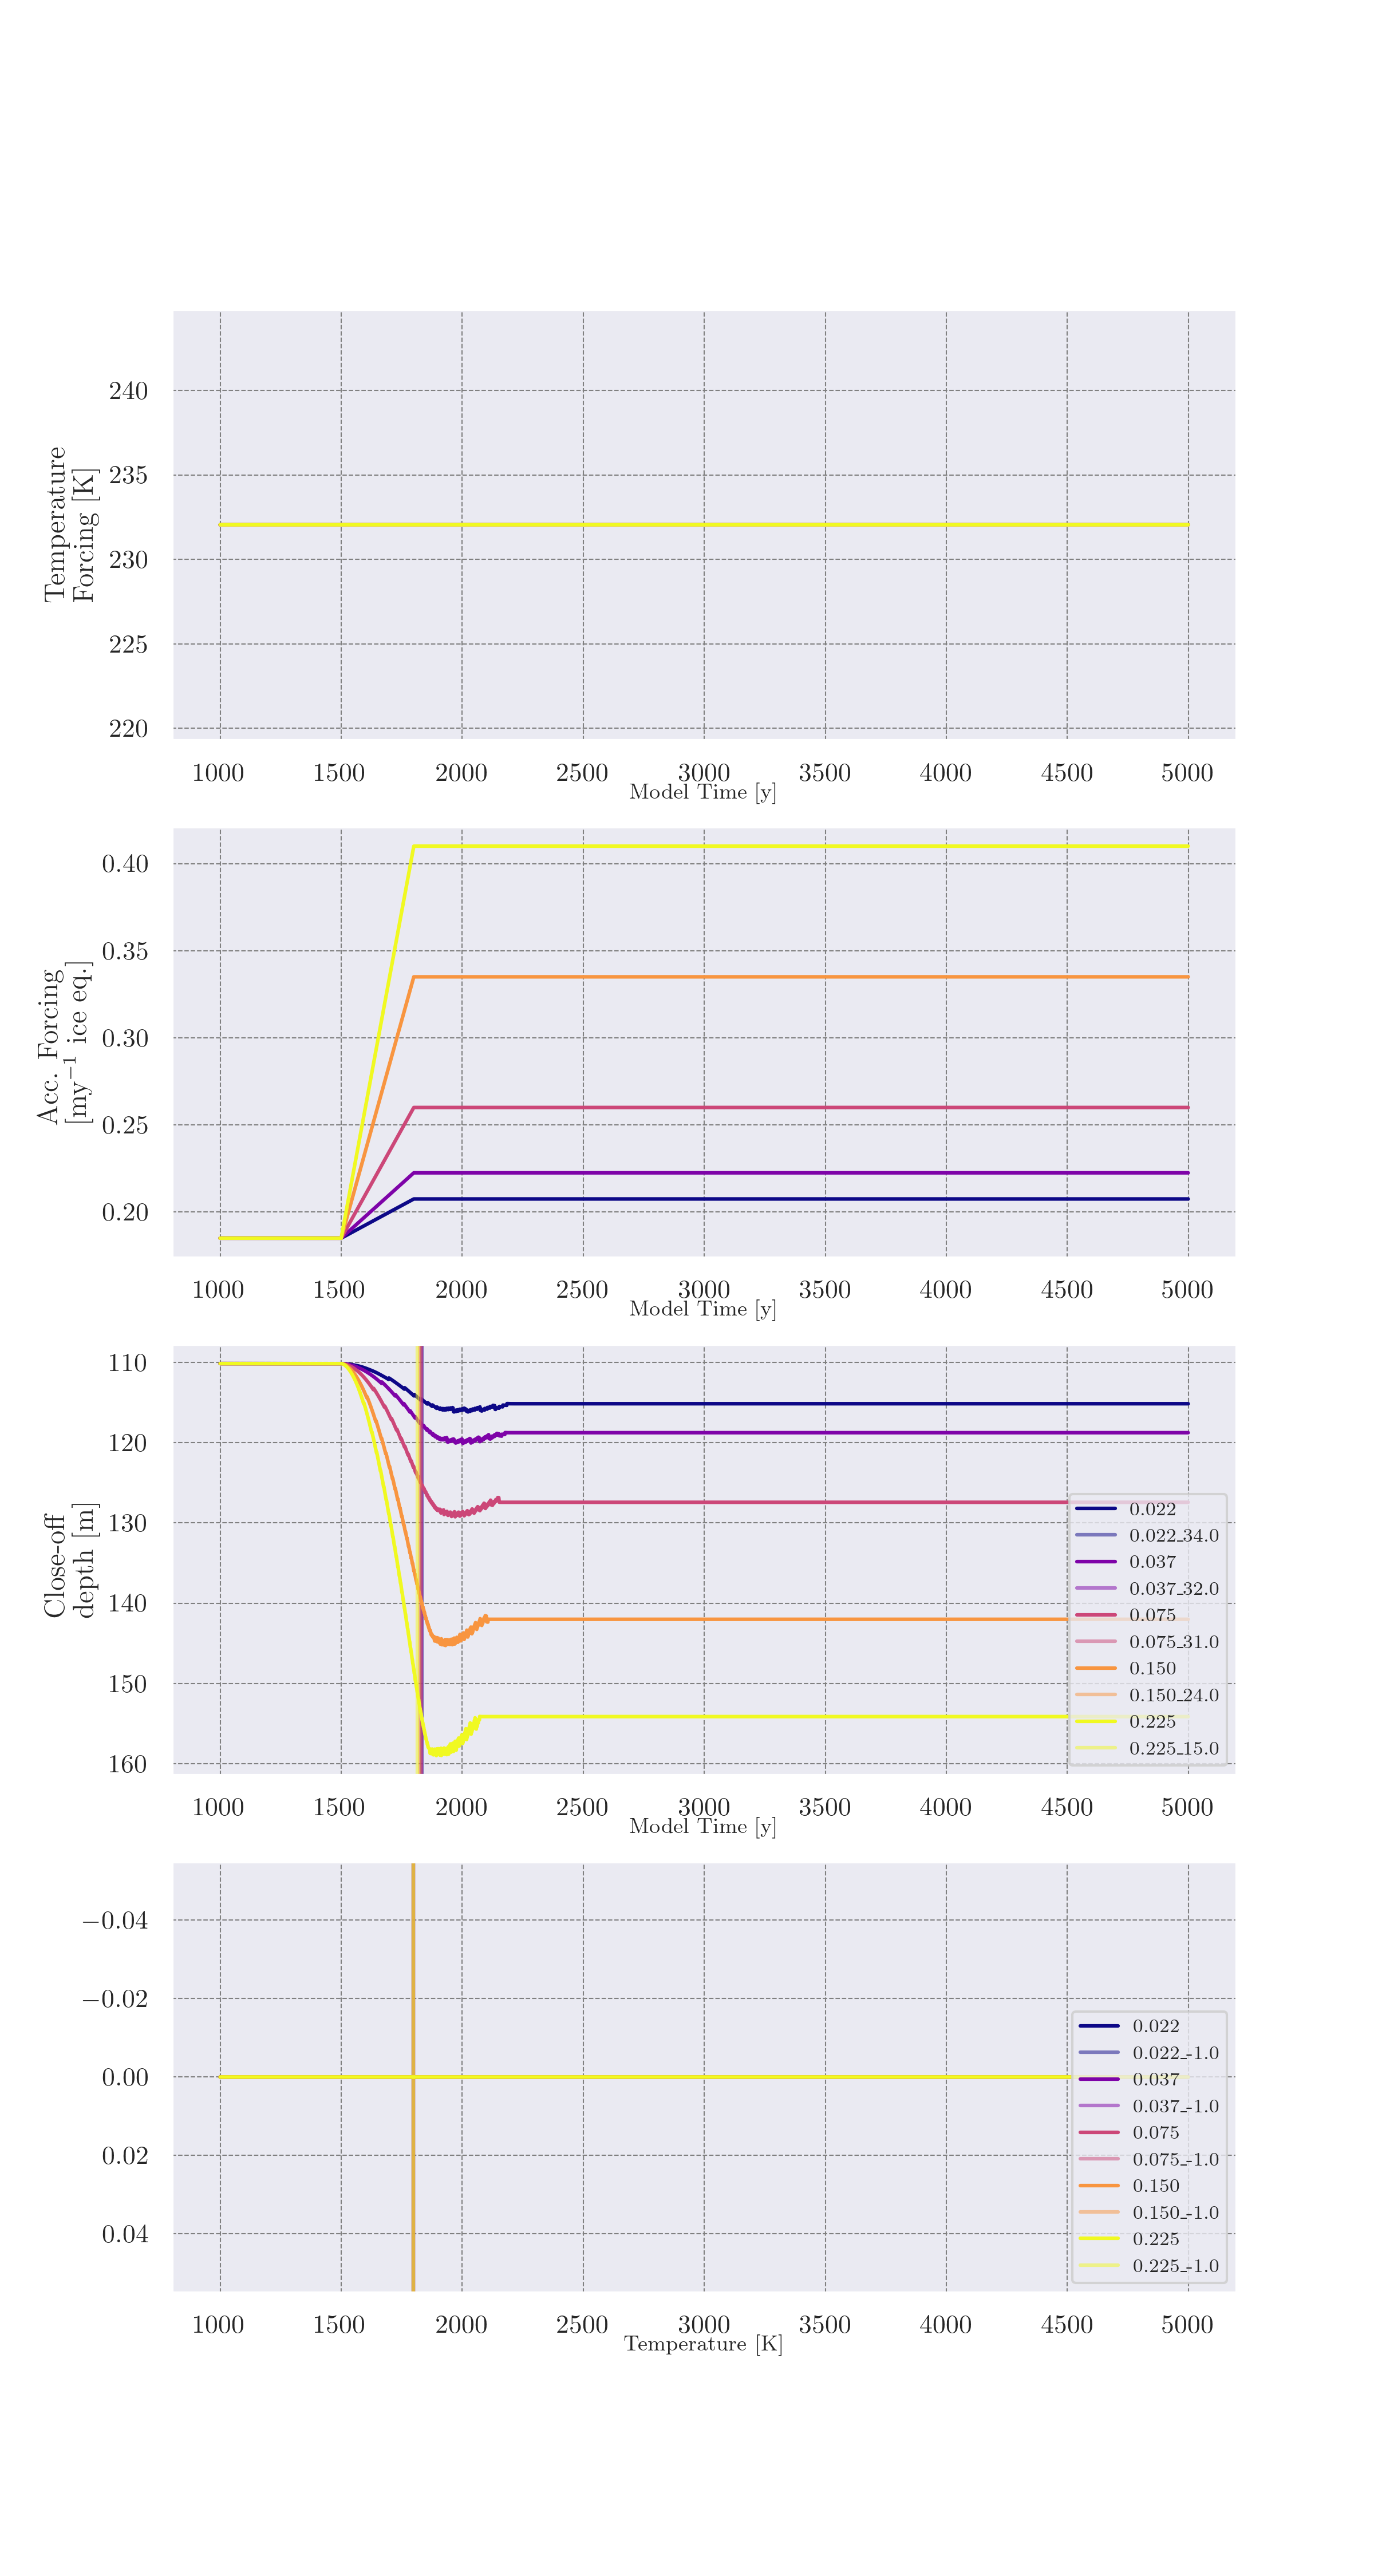 240
235
230
225
220
Temperature
Forcing [K]
1000 1500 2000 2500 3000 3500 4000 4500 5000
Model Time [y]
0.40
0.35
0.30
0.25
0.20
Acc. Forcing
[my⁻¹ ice eq.]
1000 1500 2000 2500 3000 3500 4000 4500 5000
Model Time [y]
110
120
130
140
150
160
Close-off
depth [m]
0.022
0.022_34.0
0.037
0.037_32.0
0.075
0.075_31.0
0.150
0.150_24.0
0.225
0.225_15.0
1000 1500 2000 2500 3000 3500 4000 4500 5000
Model Time [y]
−0.04
−0.02
0.00
0.02
0.04
0.022
0.022_-1.0
0.037
0.037_-1.0
0.075
0.075_-1.0
0.150
0.150_-1.0
0.225
0.225_-1.0
1000 1500 2000 2500 3000 3500 4000 4500 5000
Temperature [K]